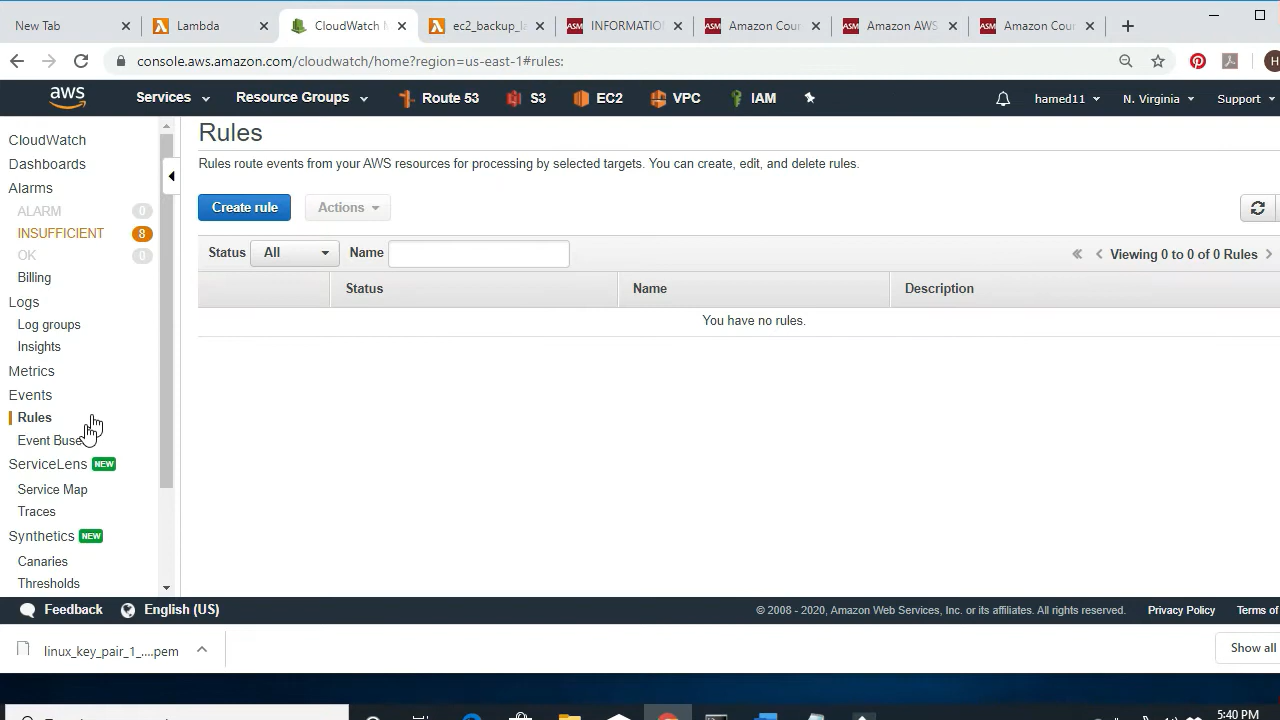 New Tab
Lambda
CloudWatch M
ec2_backup_la
INFORMATIO
Amazon Cour
Amazon AWS
Amazon Cour
console.aws.amazon.com/cloudwatch/home?region=us-east-1#rules:
aws
Services
Resource Groups
Route 53
S3
EC2
VPC
IAM
hamed11
N. Virginia
Support
CloudWatch
Dashboards
Alarms
ALARM 0
INSUFFICIENT 8
OK 0
Billing
Logs
Log groups
Insights
Metrics
Events
Rules
Event Buse
ServiceLens NEW
Service Map
Traces
Synthetics NEW
Canaries
Thresholds
Rules
Rules route events from your AWS resources for processing by selected targets. You can create, edit, and delete rules.
Create rule
Actions
Status All Name
Viewing 0 to 0 of 0 Rules
Status Name Description
You have no rules.
Feedback
English (US)
© 2008 - 2020, Amazon Web Services, Inc. or its affiliates. All rights reserved.
Privacy Policy
Terms of
linux_key_pair_1_....pem
Show all
5:40 PM